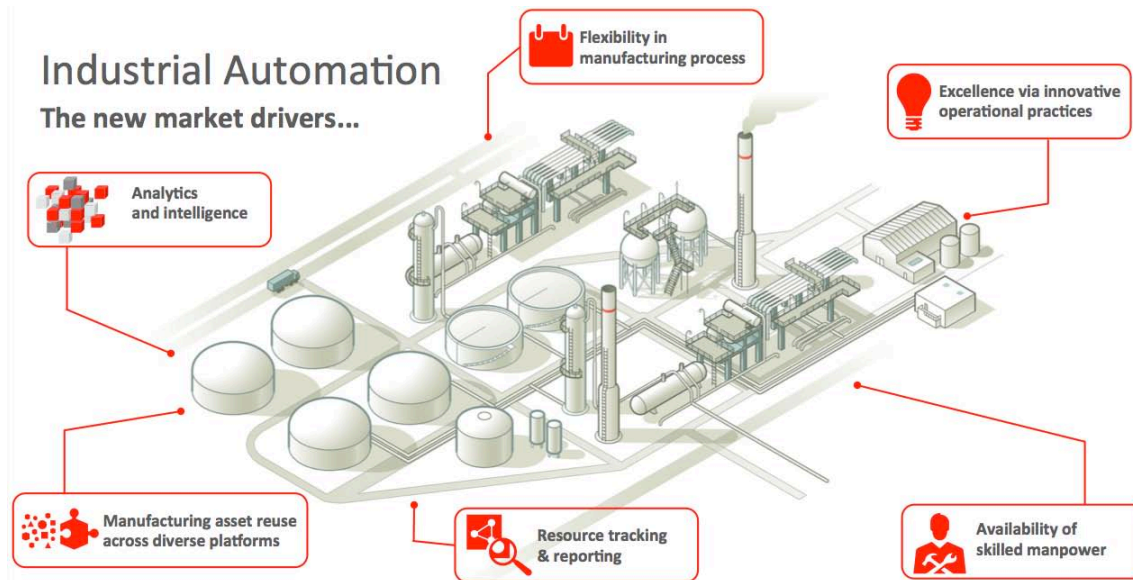 Industrial Automation
The new market drivers...
Flexibility in
manufacturing process
Excellence via innovative
operational practices
Analytics
and intelligence
Manufacturing asset reuse
across diverse platforms
Resource tracking
& reporting
Availability of
skilled manpower